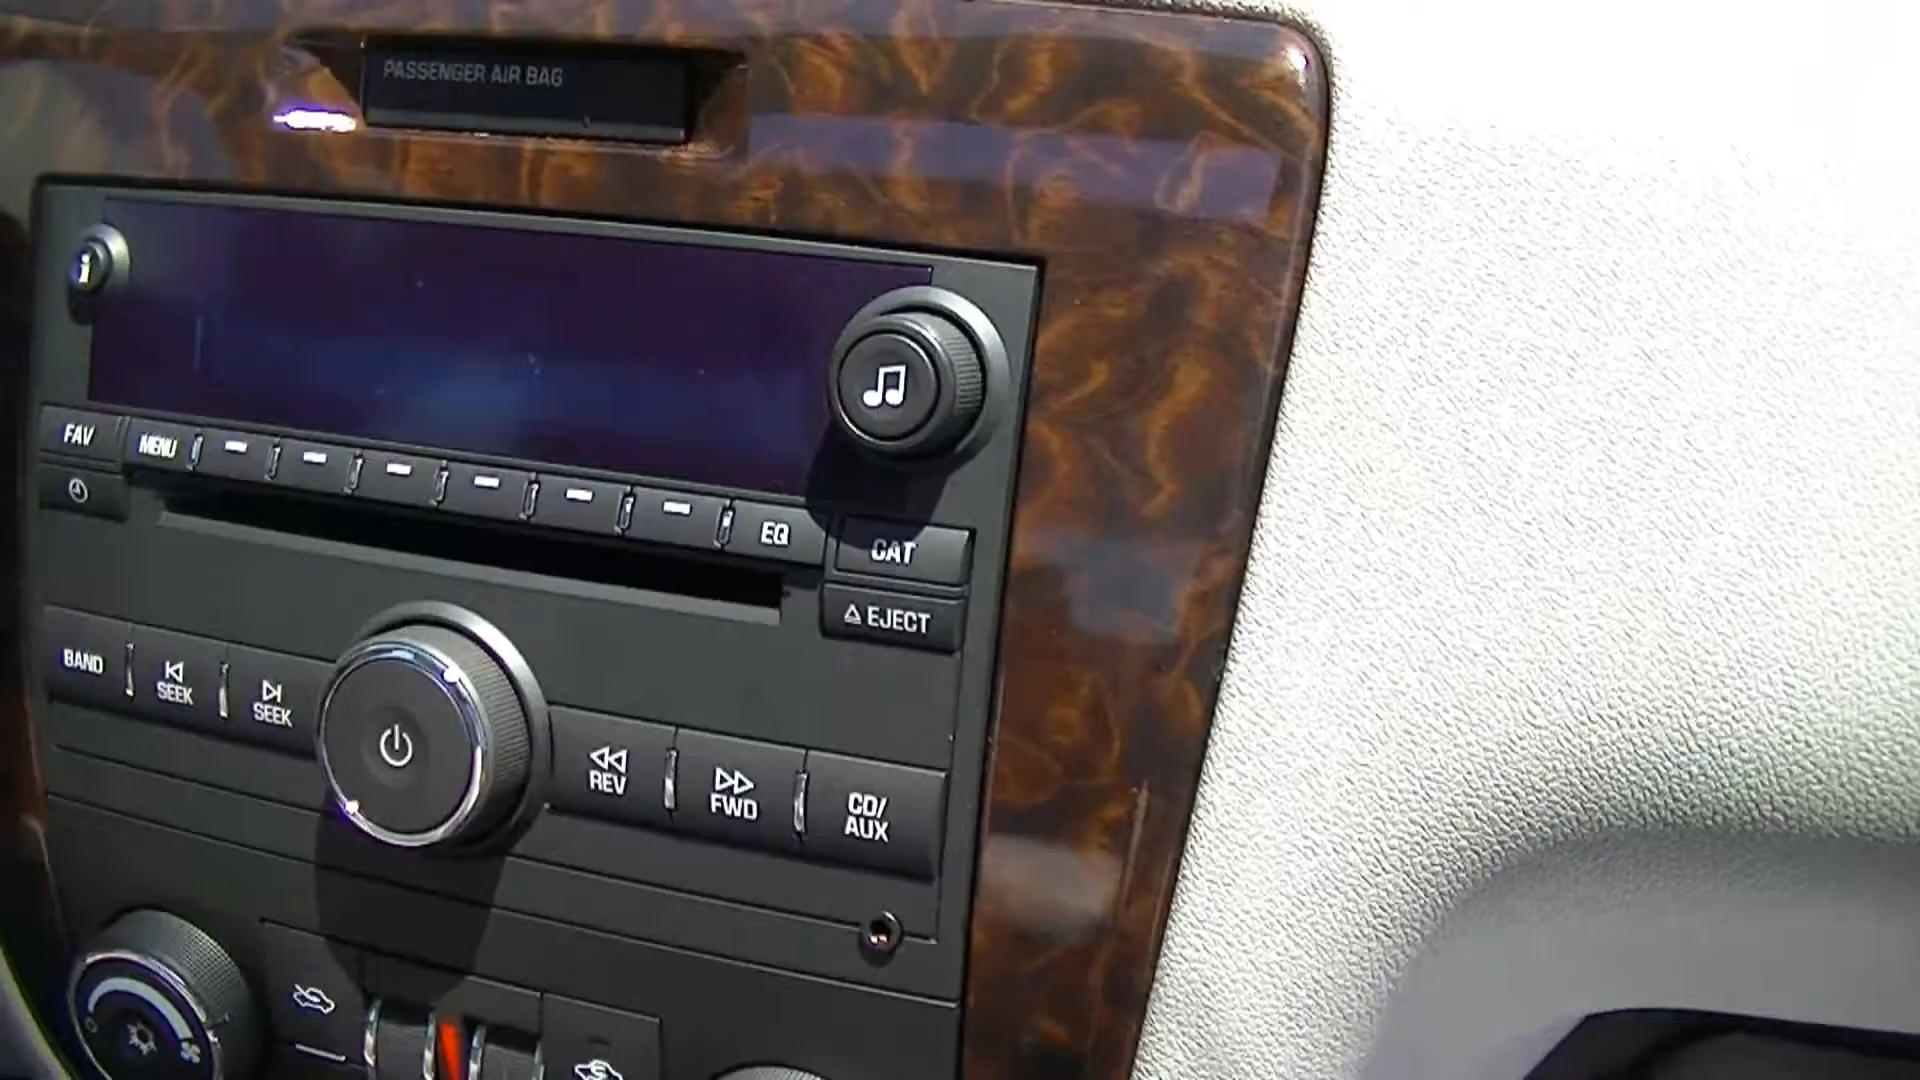 PASSENGER AIR BAG
i
FAV
MENU
EQ
CAT
EJECT
BAND
SEEK
SEEK
REV
FWD
CD/
AUX